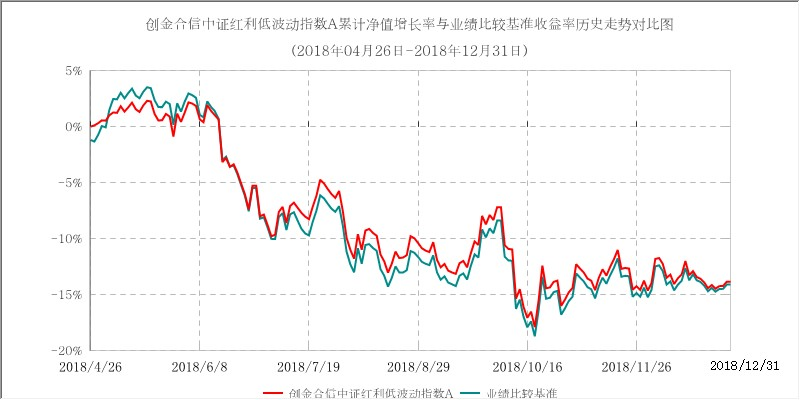 创金合信中证红利低波动指数A累计净值增长率与业绩比较基准收益率历史走势对比图
(2018年04月26日-2018年12月31日)
5%
0%
-5%
-10%
-15%
-20%
2018/4/26 2018/6/8 2018/7/19 2018/8/29 2018/10/16 2018/11/26 2018/12/31
创金合信中证红利低波动指数A 业绩比较基准